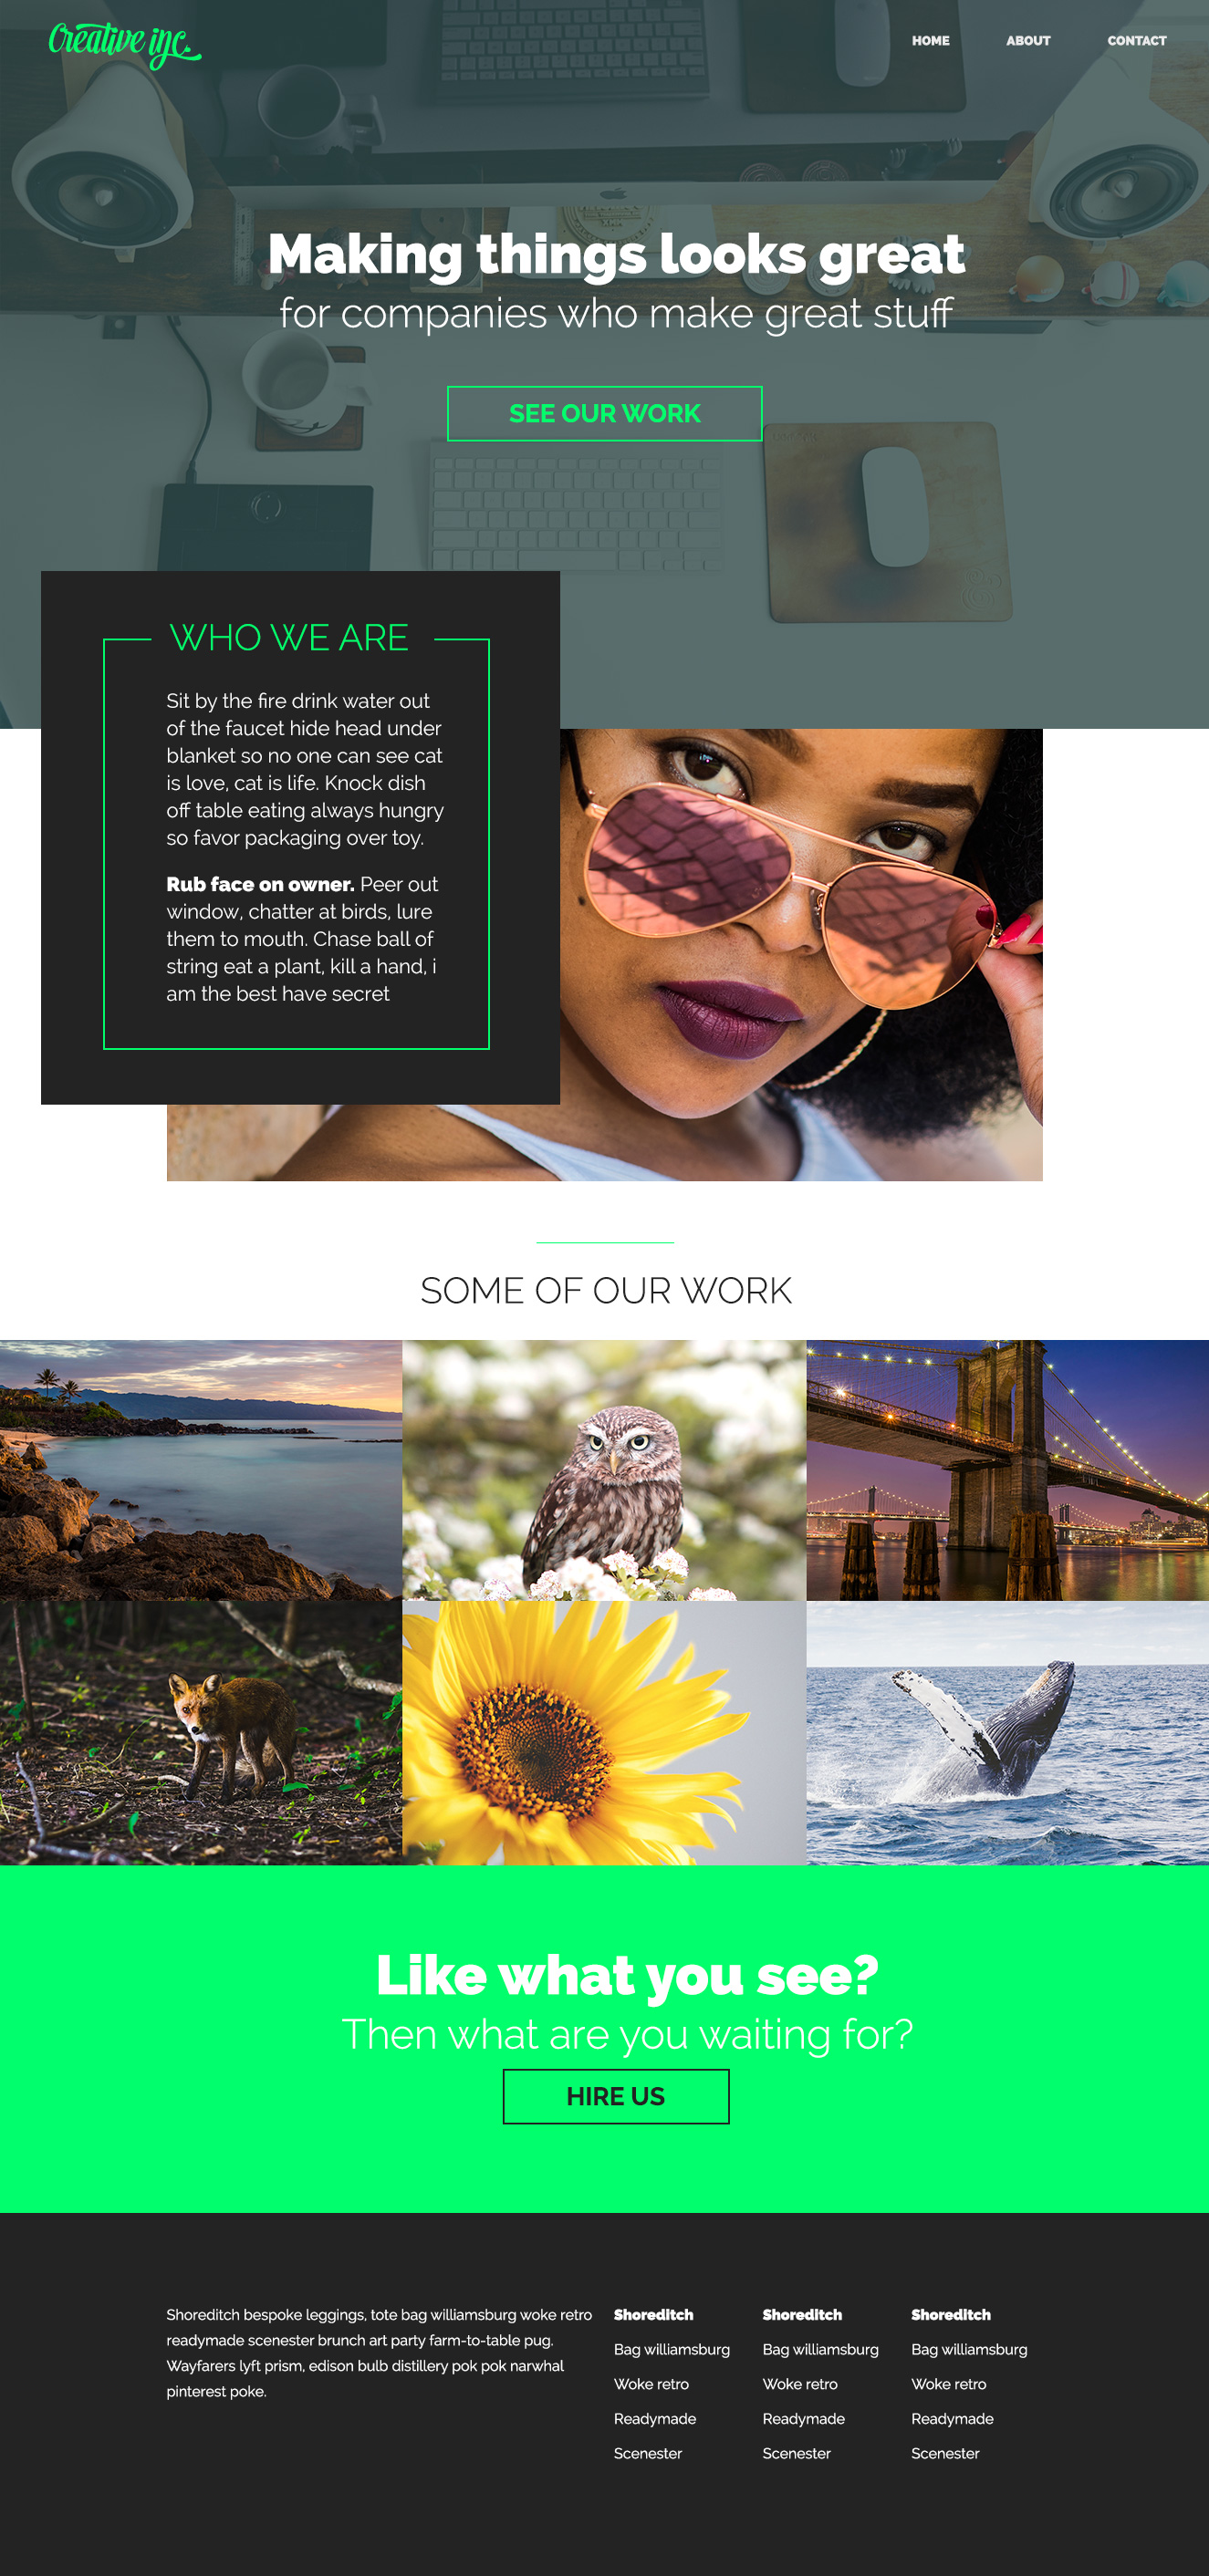 Creative inc.
HOME ABOUT CONTACT
Making things looks great
for companies who make great stuff
SEE OUR WORK
WHO WE ARE
Sit by the fire drink water out
of the faucet hide head under
blanket so no one can see cat
is love, cat is life. Knock dish
off table eating always hungry
so favor packaging over toy.
Rub face on owner. Peer out
window, chatter at birds, lure
them to mouth. Chase ball of
string eat a plant, kill a hand, i
am the best have secret
SOME OF OUR WORK
Like what you see?
Then what are you waiting for?
HIRE US
Shoreditch bespoke leggings, tote bag williamsburg woke retro
readymade scenester brunch art party farm-to-table pug.
Wayfarers lyft prism, edison bulb distillery pok pok narwhal
pinterest poke.
Shoreditch
Bag williamsburg
Woke retro
Readymade
Scenester
Shoreditch
Bag williamsburg
Woke retro
Readymade
Scenester
Shoreditch
Bag williamsburg
Woke retro
Readymade
Scenester